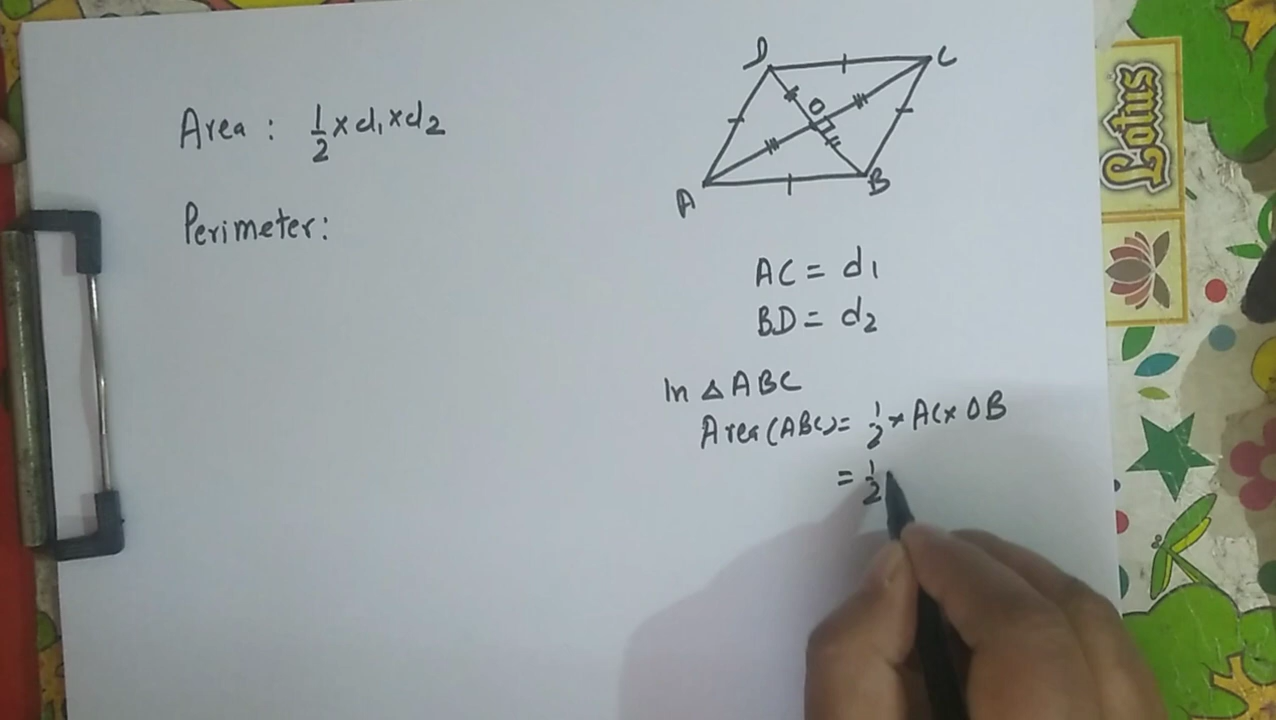 Area : 1/2 × d₁ × d₂
Perimeter :
D C
O
A B
AC = d₁
BD = d₂
In △ ABC
Area (ABC) = 1/2 × AC × OB
= 1/2
Lotus